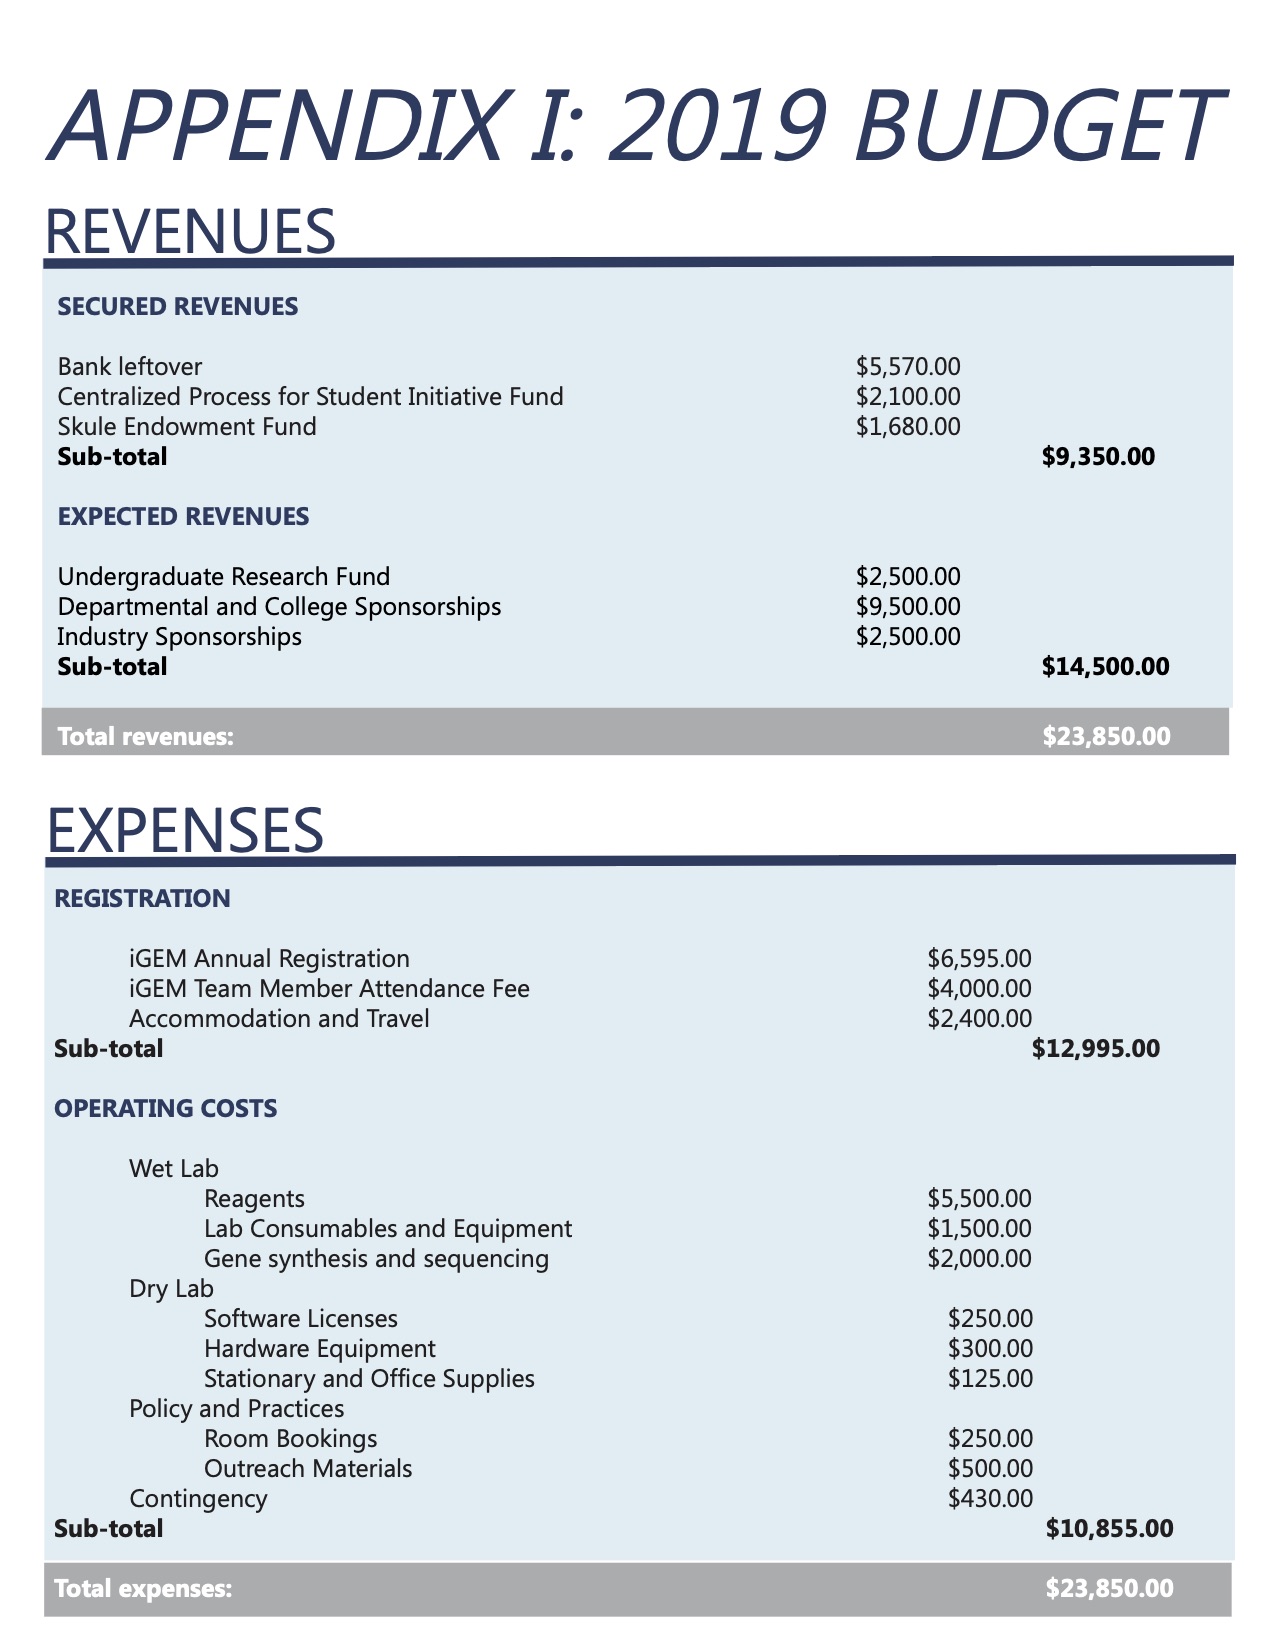 APPENDIX I: 2019 BUDGET
REVENUES
SECURED REVENUES
Bank leftover $5,570.00
Centralized Process for Student Initiative Fund $2,100.00
Skule Endowment Fund $1,680.00
Sub-total $9,350.00
EXPECTED REVENUES
Undergraduate Research Fund $2,500.00
Departmental and College Sponsorships $9,500.00
Industry Sponsorships $2,500.00
Sub-total $14,500.00
Total revenues: $23,850.00
EXPENSES
REGISTRATION
iGEM Annual Registration $6,595.00
iGEM Team Member Attendance Fee $4,000.00
Accommodation and Travel $2,400.00
Sub-total $12,995.00
OPERATING COSTS
Wet Lab
Reagents $5,500.00
Lab Consumables and Equipment $1,500.00
Gene synthesis and sequencing $2,000.00
Dry Lab
Software Licenses $250.00
Hardware Equipment $300.00
Stationary and Office Supplies $125.00
Policy and Practices
Room Bookings $250.00
Outreach Materials $500.00
Contingency $430.00
Sub-total $10,855.00
Total expenses: $23,850.00